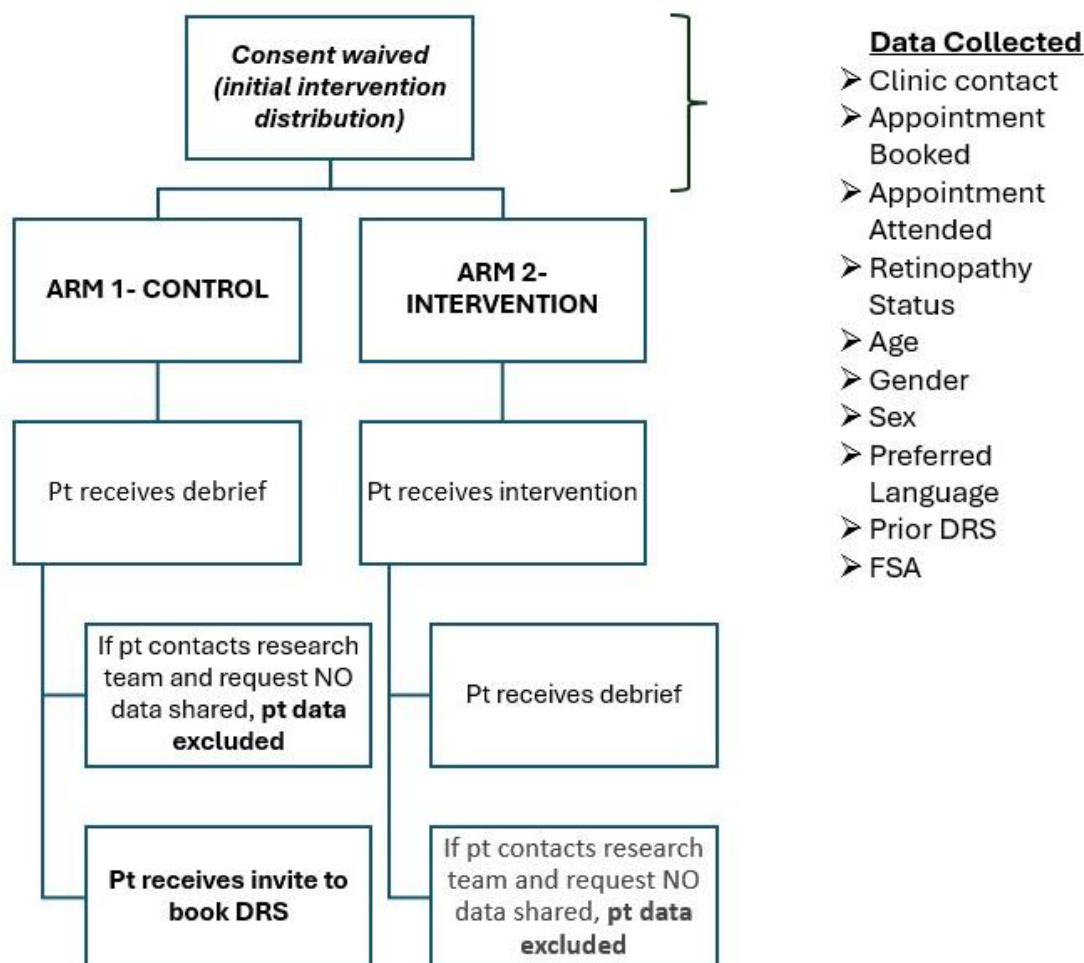 Consent waived
(initial intervention
distribution)
ARM 1- CONTROL
ARM 2-
INTERVENTION
Pt receives debrief
Pt receives intervention
If pt contacts research
team and request NO
data shared, pt data
excluded
Pt receives debrief
Pt receives invite to
book DRS
If pt contacts research
team and request NO
data shared, pt data
excluded
Data Collected
➢ Clinic contact
➢ Appointment
Booked
➢ Appointment
Attended
➢ Retinopathy
Status
➢ Age
➢ Gender
➢ Sex
➢ Preferred
Language
➢ Prior DRS
➢ FSA